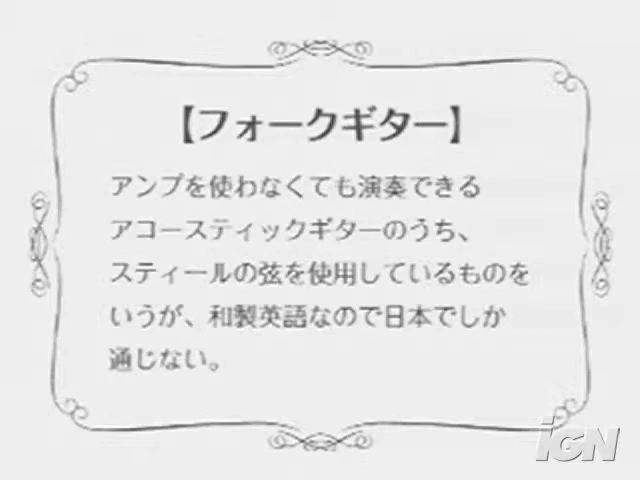 【フォークギター】
アンプを使わなくても演奏できる
アコースティックギターのうち、
スティールの弦を使用しているものを
いうが、和製英語なので日本でしか
通じない。
iGN